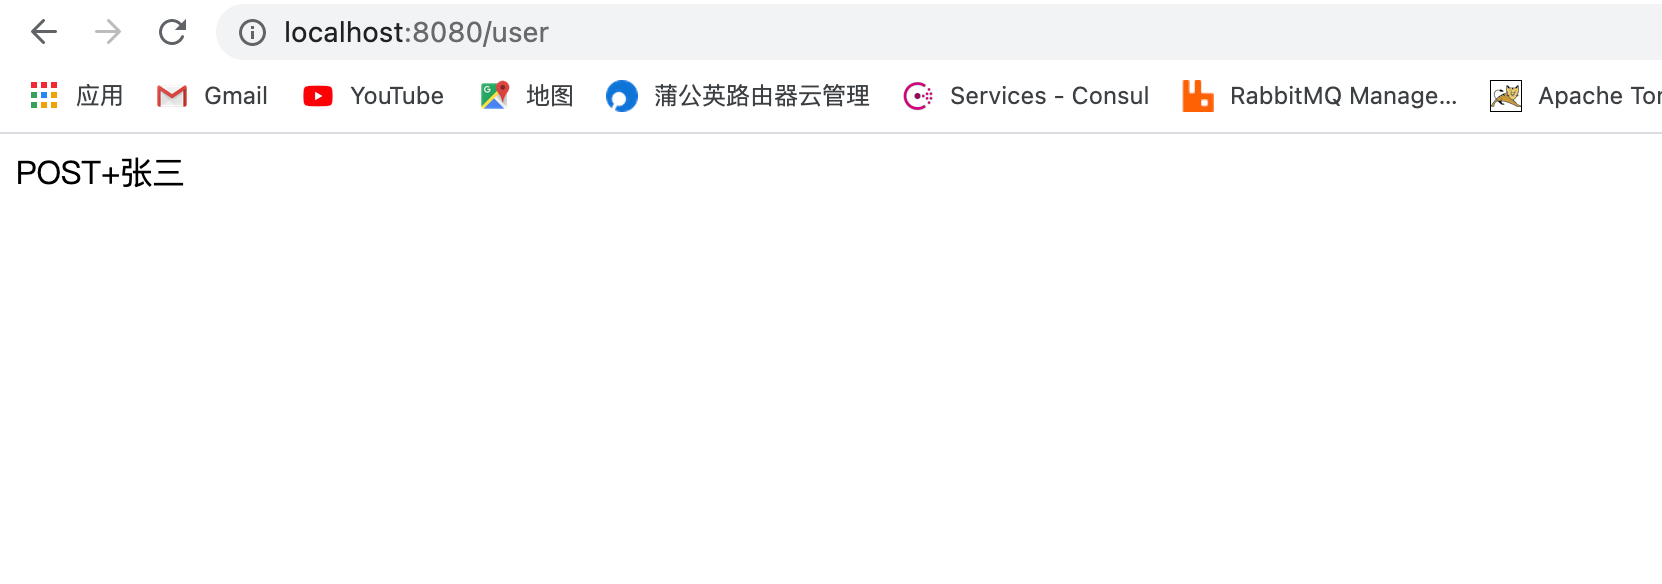 localhost:8080/user
应用 Gmail YouTube 地图 蒲公英路由器云管理 Services - Consul RabbitMQ Manage... Apache Tor
POST+张三